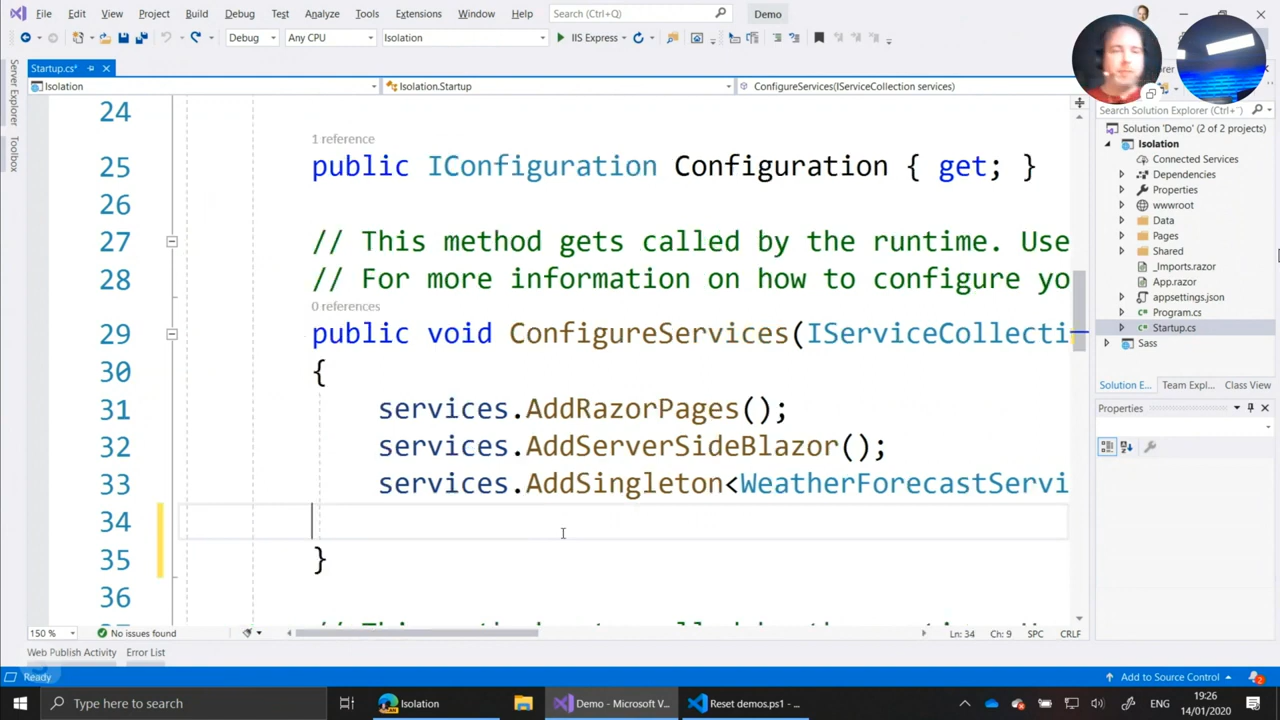 File Edit View Project Build Debug Test Analyze Tools Extensions Window Help Search (Ctrl+Q) Demo
Debug Any CPU Isolation IIS Express
Startup.cs*
Isolation Isolation.Startup ConfigureServices(IServiceCollection services)
Server Explorer
Toolbox
24
1 reference
25 public IConfiguration Configuration { get; }
26
27 // This method gets called by the runtime. Use
28 // For more information on how to configure yo
0 references
29 public void ConfigureServices(IServiceCollecti
30 {
31 services.AddRazorPages();
32 services.AddServerSideBlazor();
33 services.AddSingleton<WeatherForecastServi
34
35 }
36
150 % No issues found Ln: 34 Ch: 9 SPC CRLF
Web Publish Activity Error List
Search Solution Explorer (Ctrl+¨)
Solution 'Demo' (2 of 2 projects)
Isolation
Connected Services
Dependencies
Properties
wwwroot
Data
Pages
Shared
_Imports.razor
App.razor
appsettings.json
Program.cs
Startup.cs
Sass
Solution E... Team Expl... Class View
Properties
Ready Add to Source Control 2
Type here to search Isolation Demo - Microsoft V... Reset demos.ps1 - ... ENG 19:26
14/01/2020 2